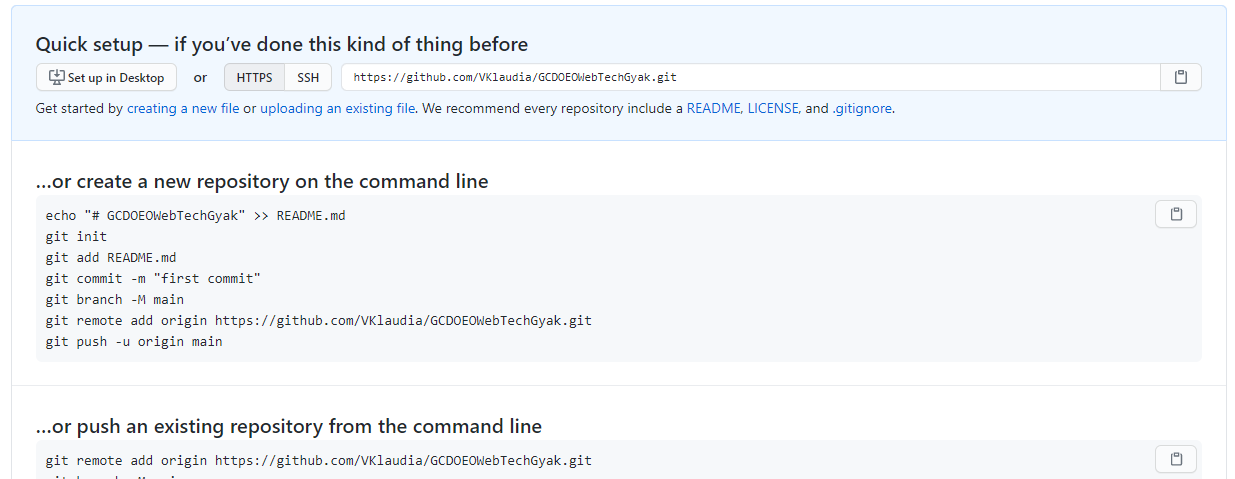 Quick setup — if you’ve done this kind of thing before
Set up in Desktop or HTTPS SSH https://github.com/VKlaudia/GCDOEOWebTechGyak.git
Get started by creating a new file or uploading an existing file. We recommend every repository include a README, LICENSE, and .gitignore.
…or create a new repository on the command line
echo "# GCDOEOWebTechGyak" >> README.md
git init
git add README.md
git commit -m "first commit"
git branch -M main
git remote add origin https://github.com/VKlaudia/GCDOEOWebTechGyak.git
git push -u origin main
…or push an existing repository from the command line
git remote add origin https://github.com/VKlaudia/GCDOEOWebTechGyak.git